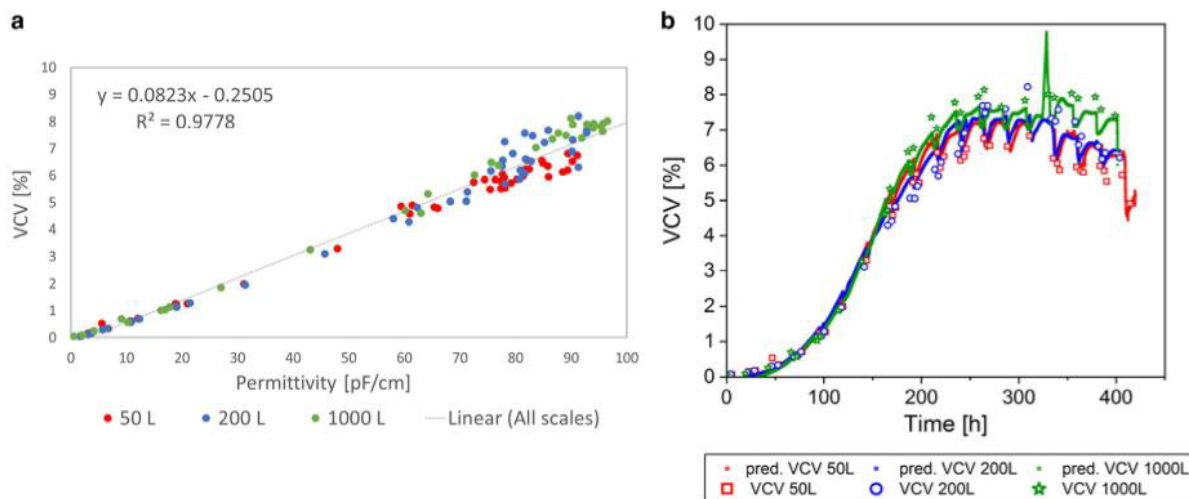 a
10
9
8
7
6
5
4
3
2
1
0
VCV [%]
y = 0.0823x - 0.2505
R² = 0.9778
0 10 20 30 40 50 60 70 80 90 100
Permittivity [pF/cm]
50 L 200 L 1000 L Linear (All scales)
b
10
9
8
7
6
5
4
3
2
1
0
VCV [%]
0 100 200 300 400
Time [h]
pred. VCV 50L pred. VCV 200L pred. VCV 1000L
VCV 50L VCV 200L VCV 1000L